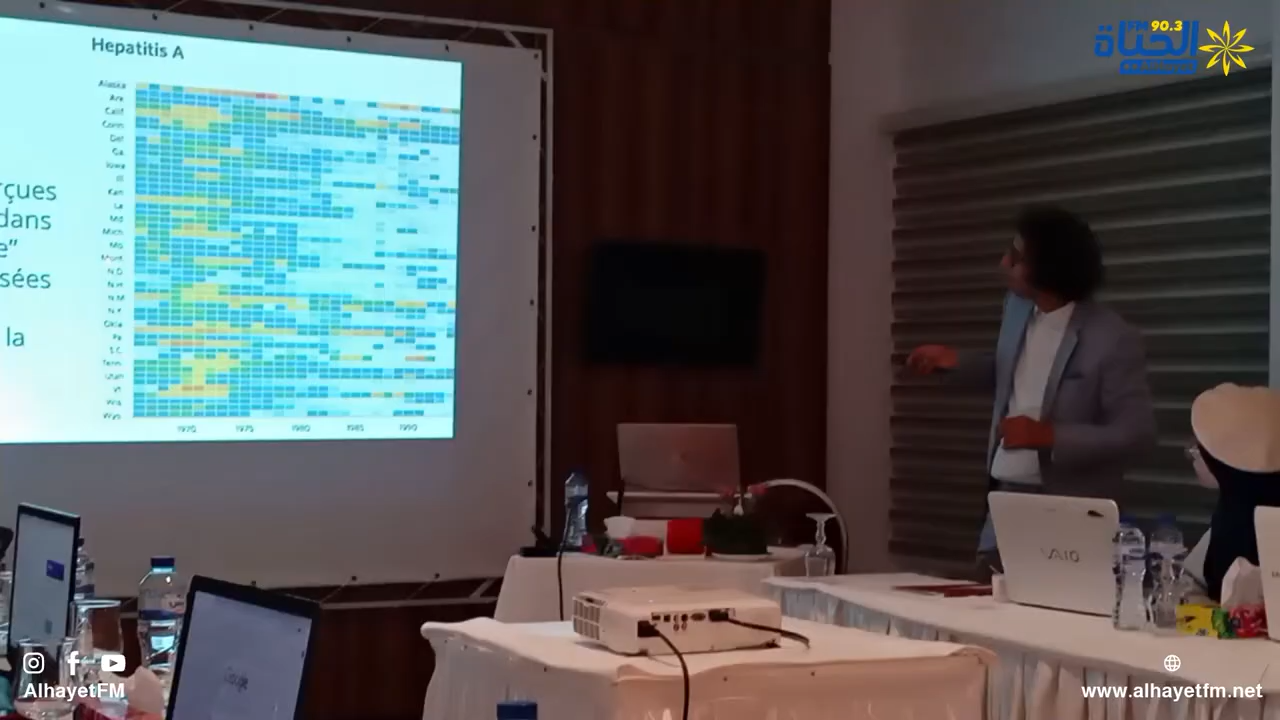 FM 90.3
الحياة
Hepatitis A
Alaska
Ark
Calif
Conn
Del
Ga
Iowa
Ill
Kan
La
Md
Mich
Mo
Mont
N.D
N.H
N.M
N.Y
Okla
Pa
S.C
Tenn
Utah
Vt
Wis
Wyo
1970 1975 1980 1985 1990
rçues
dans
e”
sées
la
VAIO
AlhayetFM
www.alhayetfm.net